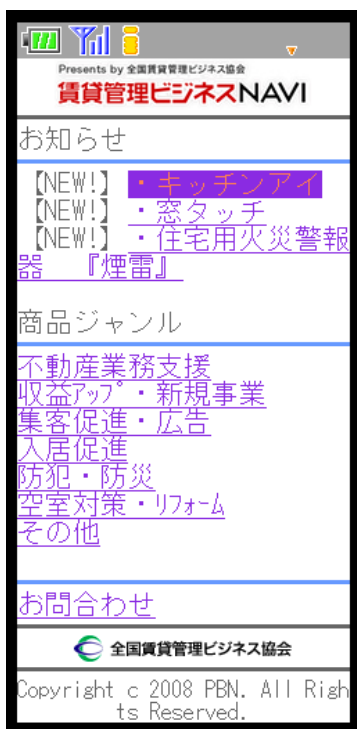 Presents by 全国賃貸管理ビジネス協会
賃貸管理ビジネスNAVI
お知らせ
【NEW!】 ・キッチンアイ
【NEW!】 ・窓タッチ
【NEW!】 ・住宅用火災警報
器　『煙雷』
商品ジャンル
不動産業務支援
収益ｱｯﾌﾟ・新規事業
集客促進・広告
入居促進
防犯・防災
空室対策・ﾘﾌｫｰﾑ
その他
お問合わせ
全国賃貸管理ビジネス協会
Copyright c 2008 PBN. All Righ
ts Reserved.